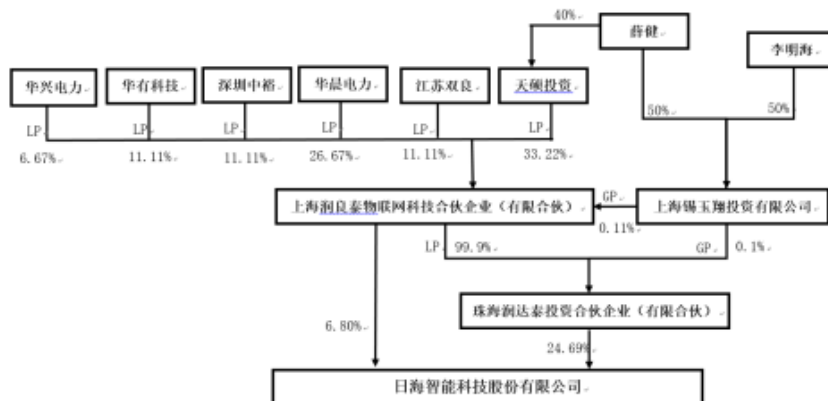 40%
薛健
李明海
华兴电力
华有科技
深圳中裕
华晨电力
江苏双良
天硕投资
50%
50%
LP
LP
LP
LP
LP
LP
6.67%
11.11%
11.11%
26.67%
11.11%
33.22%
上海润良泰物联网科技合伙企业（有限合伙）
GP
0.11%
上海锡玉翔投资有限公司
LP
99.9%
GP
0.1%
珠海润达泰投资合伙企业（有限合伙）
6.80%
24.69%
日海智能科技股份有限公司